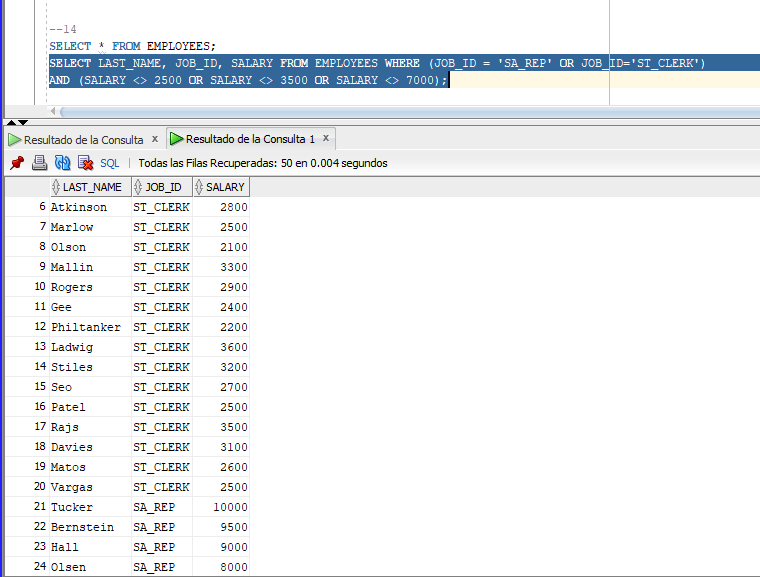 --14
SELECT * FROM EMPLOYEES;
SELECT LAST_NAME, JOB_ID, SALARY FROM EMPLOYEES WHERE (JOB_ID = 'SA_REP' OR JOB_ID='ST_CLERK')
AND (SALARY <> 2500 OR SALARY <> 3500 OR SALARY <> 7000);
Resultado de la Consulta x Resultado de la Consulta 1 x
SQL | Todas las Filas Recuperadas: 50 en 0.004 segundos
LAST_NAME JOB_ID SALARY
6 Atkinson ST_CLERK 2800
7 Marlow ST_CLERK 2500
8 Olson ST_CLERK 2100
9 Mallin ST_CLERK 3300
10 Rogers ST_CLERK 2900
11 Gee ST_CLERK 2400
12 Philtanker ST_CLERK 2200
13 Ladwig ST_CLERK 3600
14 Stiles ST_CLERK 3200
15 Seo ST_CLERK 2700
16 Patel ST_CLERK 2500
17 Rajs ST_CLERK 3500
18 Davies ST_CLERK 3100
19 Matos ST_CLERK 2600
20 Vargas ST_CLERK 2500
21 Tucker SA_REP 10000
22 Bernstein SA_REP 9500
23 Hall SA_REP 9000
24 Olsen SA_REP 8000